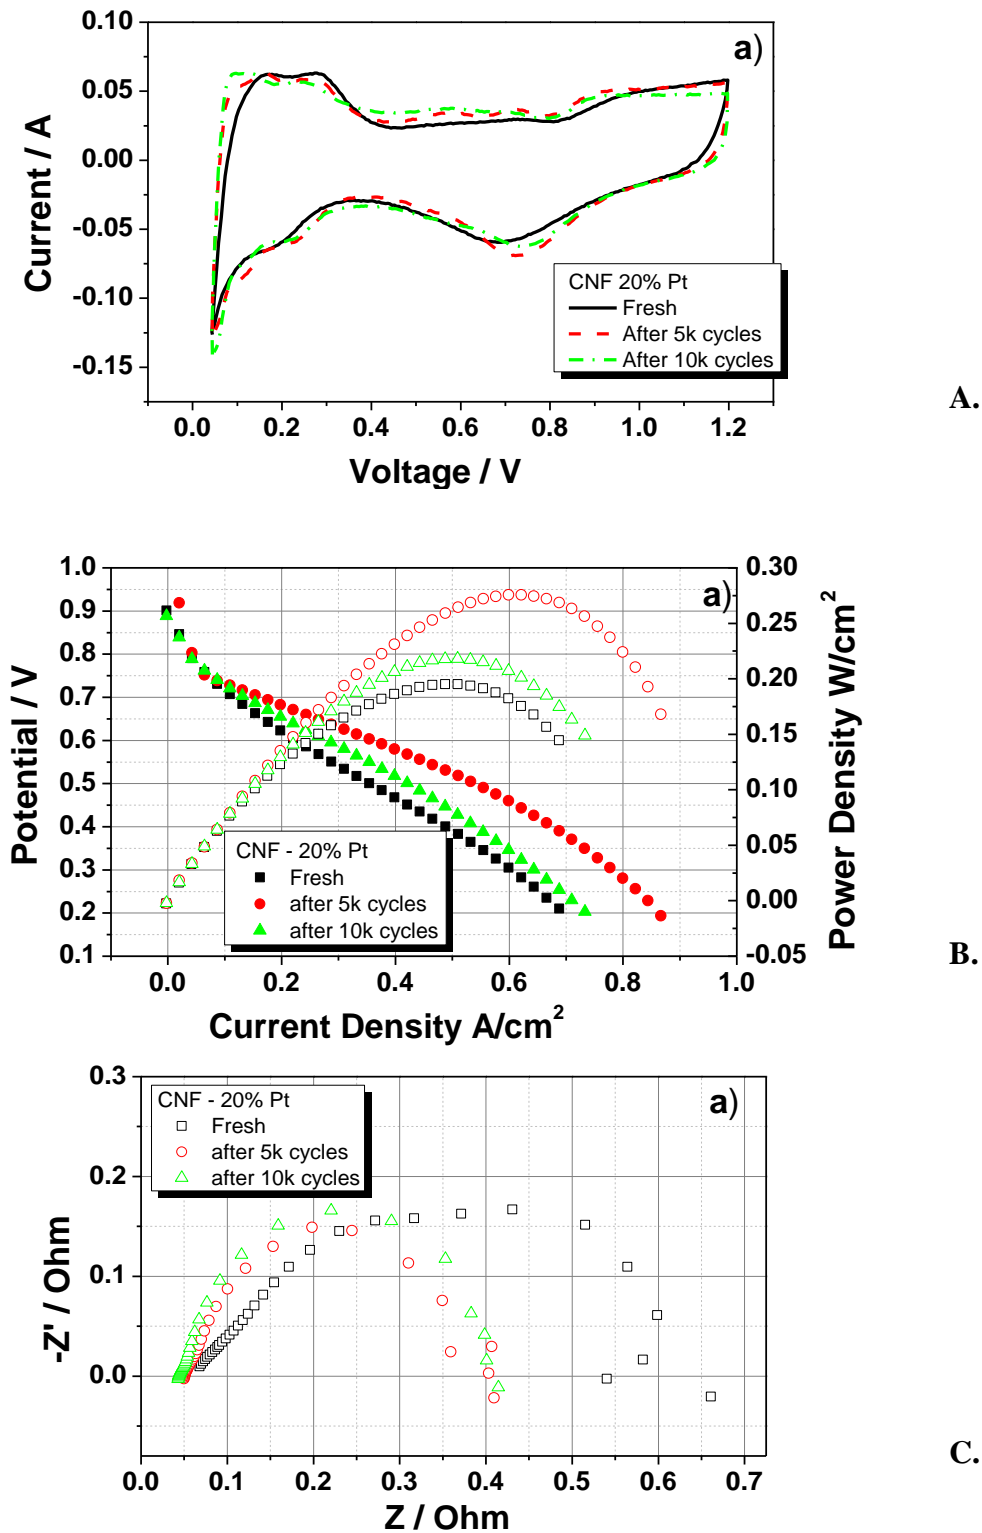 0.10
a)
0.05
0.00
-0.05
-0.10
-0.15
Current / A
CNF 20% Pt
Fresh
After 5k cycles
After 10k cycles
0.0 0.2 0.4 0.6 0.8 1.0 1.2
Voltage / V
A.
1.0 0.30
a)
0.9 0.25
0.8 0.20
0.7 0.15
0.6 0.10
0.5 0.05
0.4 0.00
0.3 -0.05
0.2
0.1
Potential / V
Power Density W/cm²
CNF - 20% Pt
Fresh
after 5k cycles
after 10k cycles
0.0 0.2 0.4 0.6 0.8 1.0
Current Density A/cm²
B.
0.3
a)
0.2
0.1
0.0
-Z' / Ohm
CNF - 20% Pt
Fresh
after 5k cycles
after 10k cycles
0.0 0.1 0.2 0.3 0.4 0.5 0.6 0.7
Z / Ohm
C.